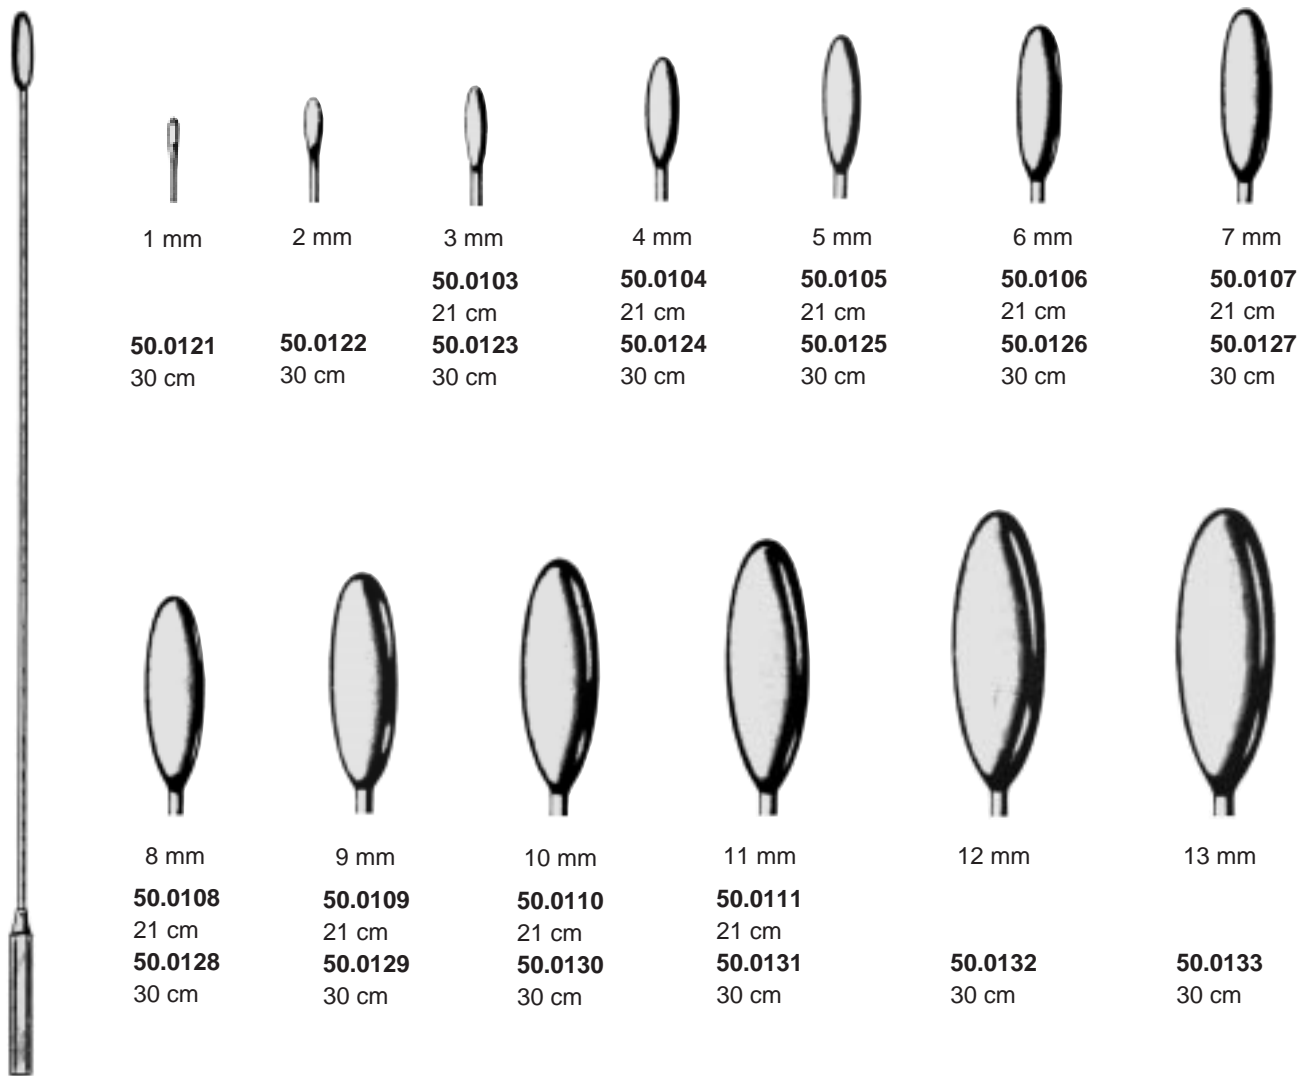 1 mm 2 mm 3 mm 4 mm 5 mm 6 mm 7 mm
50.0103 50.0104 50.0105 50.0106 50.0107
21 cm 21 cm 21 cm 21 cm 21 cm
50.0121 50.0122 50.0123 50.0124 50.0125 50.0126 50.0127
30 cm 30 cm 30 cm 30 cm 30 cm 30 cm 30 cm
8 mm 9 mm 10 mm 11 mm 12 mm 13 mm
50.0108 50.0109 50.0110 50.0111
21 cm 21 cm 21 cm 21 cm
50.0128 50.0129 50.0130 50.0131 50.0132 50.0133
30 cm 30 cm 30 cm 30 cm 30 cm 30 cm